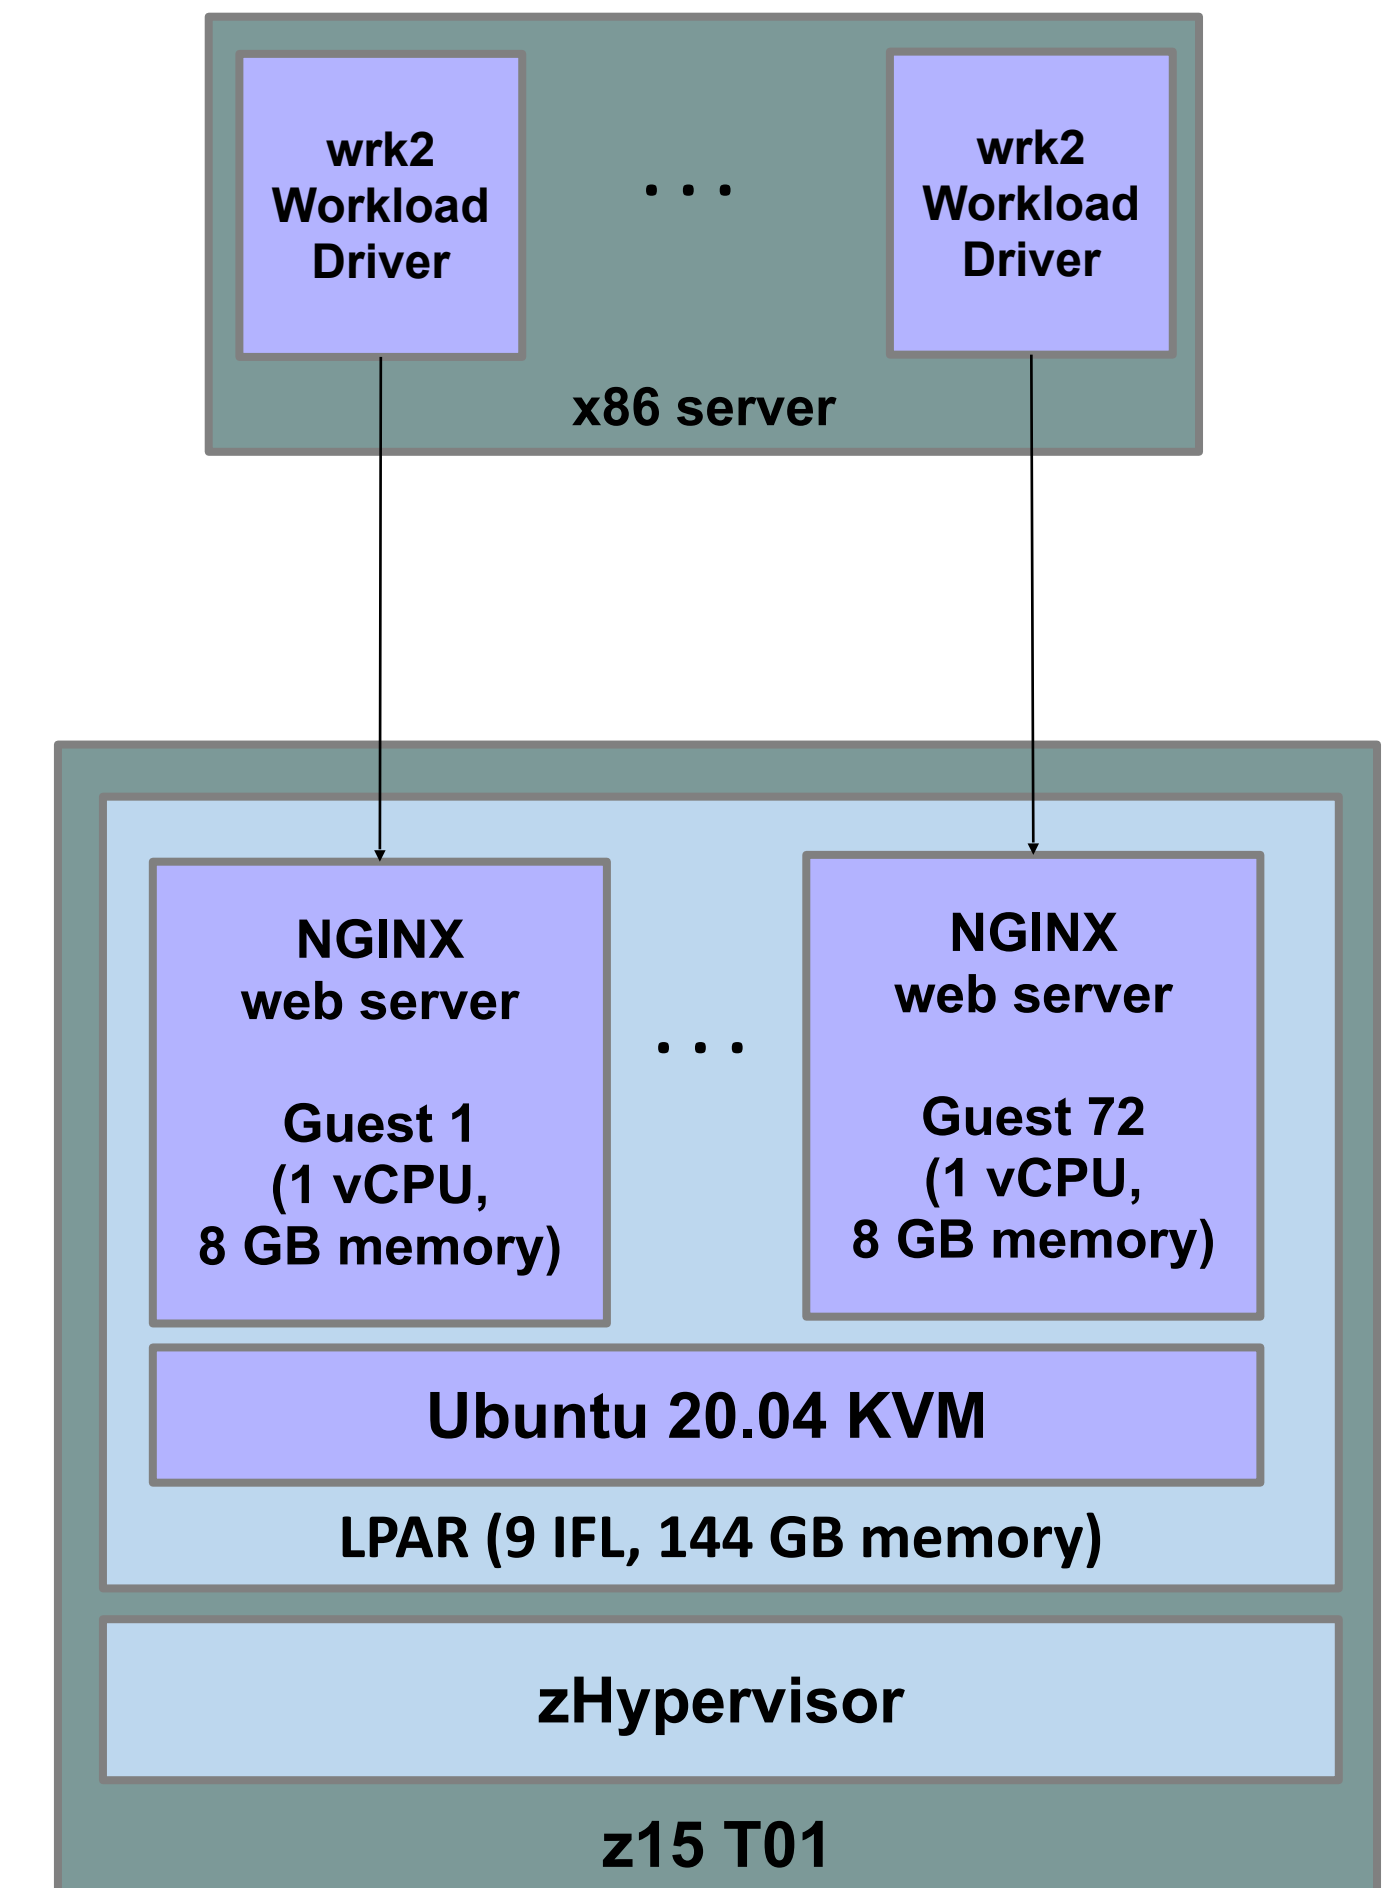 wrk2
Workload
Driver
. . .
wrk2
Workload
Driver
x86 server
NGINX
web server
Guest 1
(1 vCPU,
8 GB memory)
. . .
NGINX
web server
Guest 72
(1 vCPU,
8 GB memory)
Ubuntu 20.04 KVM
LPAR (9 IFL, 144 GB memory)
zHypervisor
z15 T01